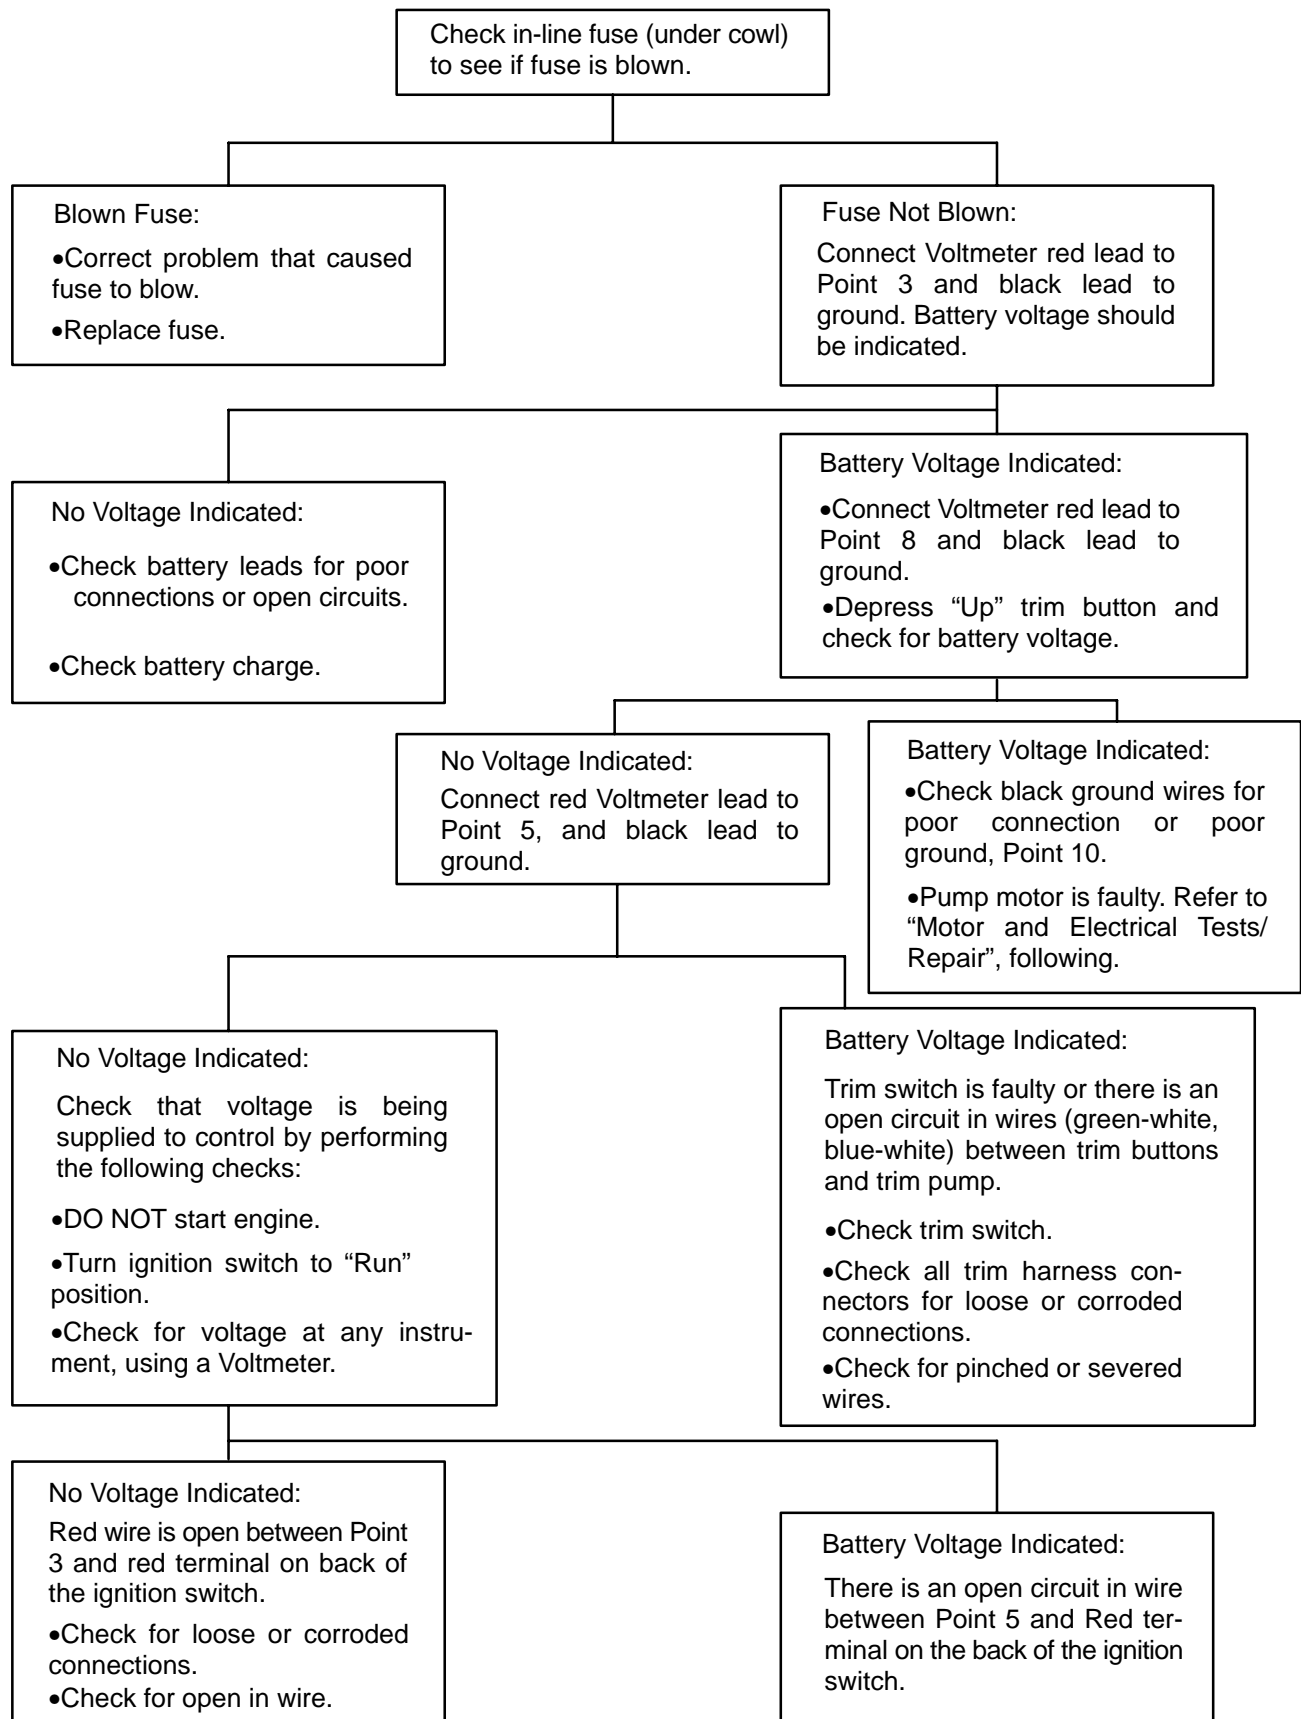 Check in-line fuse (under cowl)
to see if fuse is blown.
Blown Fuse:
•Correct problem that caused
fuse to blow.
•Replace fuse.
Fuse Not Blown:
Connect Voltmeter red lead to
Point 3 and black lead to
ground. Battery voltage should
be indicated.
No Voltage Indicated:
•Check battery leads for poor
connections or open circuits.
•Check battery charge.
Battery Voltage Indicated:
•Connect Voltmeter red lead to
Point 8 and black lead to
ground.
•Depress “Up” trim button and
check for battery voltage.
No Voltage Indicated:
Connect red Voltmeter lead to
Point 5, and black lead to
ground.
Battery Voltage Indicated:
•Check black ground wires for
poor connection or poor
ground, Point 10.
•Pump motor is faulty. Refer to
“Motor and Electrical Tests/
Repair”, following.
No Voltage Indicated:
Check that voltage is being
supplied to control by performing
the following checks:
•DO NOT start engine.
•Turn ignition switch to “Run”
position.
•Check for voltage at any instru-
ment, using a Voltmeter.
Battery Voltage Indicated:
Trim switch is faulty or there is an
open circuit in wires (green-white,
blue-white) between trim buttons
and trim pump.
•Check trim switch.
•Check all trim harness con-
nectors for loose or corroded
connections.
•Check for pinched or severed
wires.
No Voltage Indicated:
Red wire is open between Point
3 and red terminal on back of
the ignition switch.
•Check for loose or corroded
connections.
•Check for open in wire.
Battery Voltage Indicated:
There is an open circuit in wire
between Point 5 and Red ter-
minal on the back of the ignition
switch.